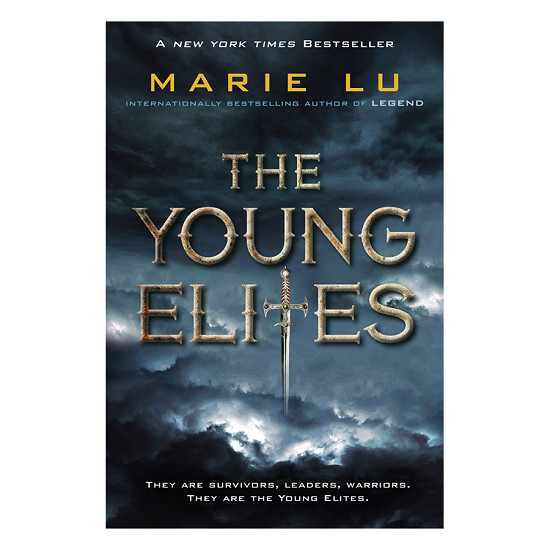 A NEW YORK TIMES BESTSELLER
MARIE LU
INTERNATIONALLY BESTSELLING AUTHOR OF LEGEND
THE
YOUNG
ELITES
THEY ARE SURVIVORS, LEADERS, WARRIORS.
THEY ARE THE YOUNG ELITES.